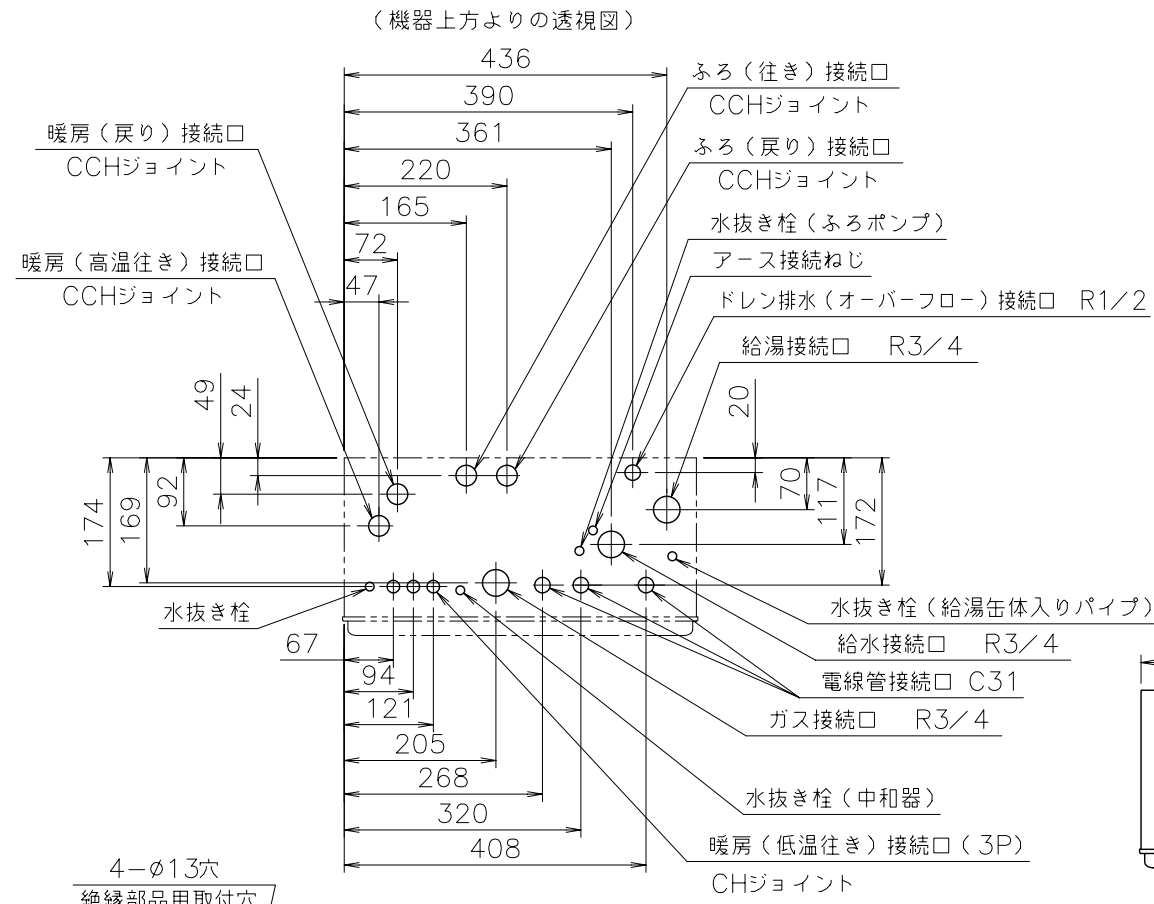 （機器上方よりの透視図）
436
ふろ（往き）接続口
CCHジョイント
390
暖房（戻り）接続口
CCHジョイント
361
ふろ（戻り）接続口
CCHジョイント
220
165
水抜き栓（ふろポンプ）
72
アース接続ねじ
暖房（高温往き）接続口
CCHジョイント
47
ドレン排水（オーバーフロー）接続口 R1/2
給湯接続口 R3/4
49
24
20
174
169
92
70
117
172
水抜き栓
水抜き栓（給湯缶体入りパイプ）
67
給水接続口 R3/4
94
電線管接続口 C31
121
ガス接続口 R3/4
205
268
水抜き栓（中和器）
320
暖房（低温往き）接続口（3P）
CHジョイント
408
4-φ13穴
絶縁部品用取付穴